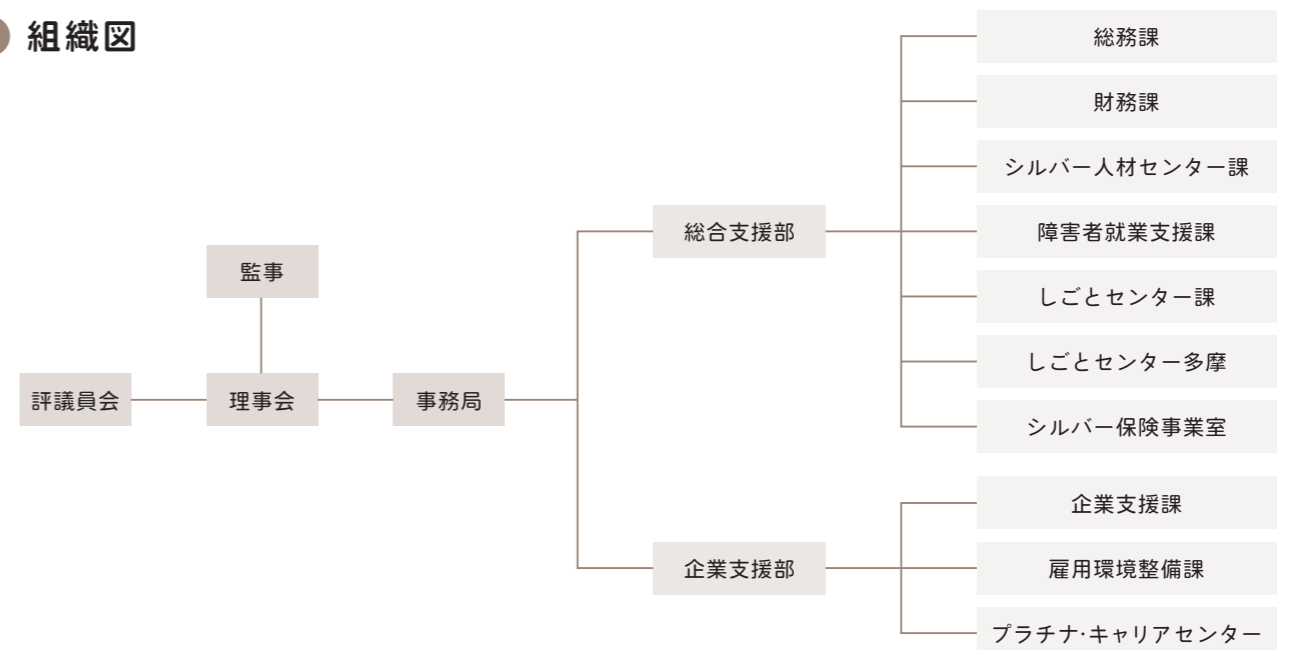 組織図
評議員会
監事
理事会
事務局
総合支援部
総務課
財務課
シルバー人材センター課
障害者就業支援課
しごとセンター課
しごとセンター多摩
シルバー保険事業室
企業支援部
企業支援課
雇用環境整備課
プラチナ・キャリアセンター